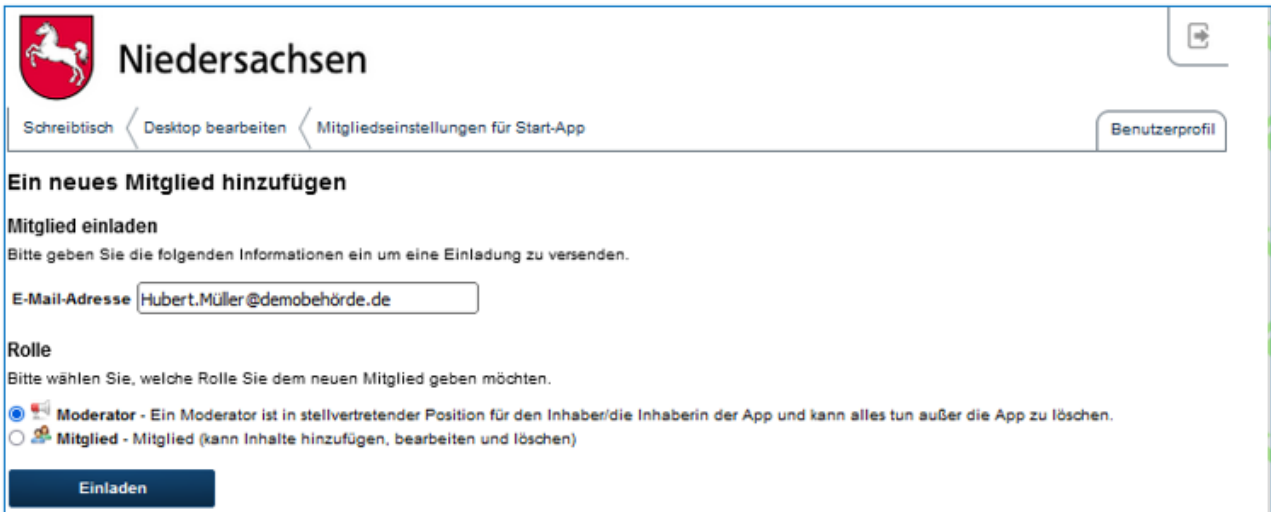 Niedersachsen
Schreibtisch Desktop bearbeiten Mitgliedseinstellungen für Start-App Benutzerprofil
Ein neues Mitglied hinzufügen
Mitglied einladen
Bitte geben Sie die folgenden Informationen ein um eine Einladung zu versenden.
E-Mail-Adresse Hubert.Müller@demobehörde.de
Rolle
Bitte wählen Sie, welche Rolle Sie dem neuen Mitglied geben möchten.
Moderator - Ein Moderator ist in stellvertretender Position für den Inhaber/die Inhaberin der App und kann alles tun außer die App zu löschen.
Mitglied - Mitglied (kann Inhalte hinzufügen, bearbeiten und löschen)
Einladen